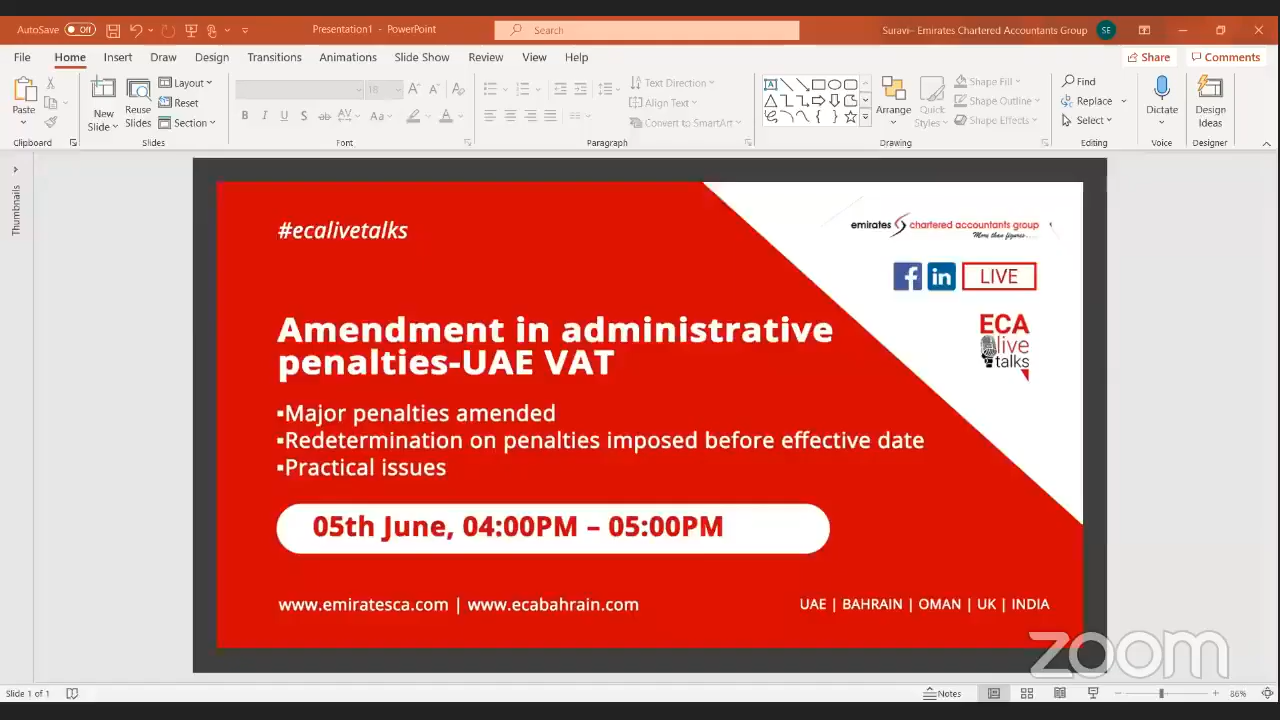 AutoSave Off
Presentation1 - PowerPoint
Search
Suravi- Emirates Chartered Accountants Group SE
File Home Insert Draw Design Transitions Animations Slide Show Review View Help Share Comments
Paste
New Slide
Reuse Slides
Layout
Reset
Section
Text Direction
Align Text
Convert to SmartArt
Arrange
Quick Styles
Shape Fill
Shape Outline
Shape Effects
Find
Replace
Select
Dictate
Design Ideas
Clipboard Slides Font Paragraph Drawing Editing Voice Designer
Thumbnails
#ecalivetalks
emirates chartered accountants group
More than figures.....
f in LIVE
ECA
live
talks
Amendment in administrative
penalties-UAE VAT
▪Major penalties amended
▪Redetermination on penalties imposed before effective date
▪Practical issues
05th June, 04:00PM – 05:00PM
www.emiratesca.com | www.ecabahrain.com
UAE | BAHRAIN | OMAN | UK | INDIA
zoom
Slide 1 of 1
Notes
86%